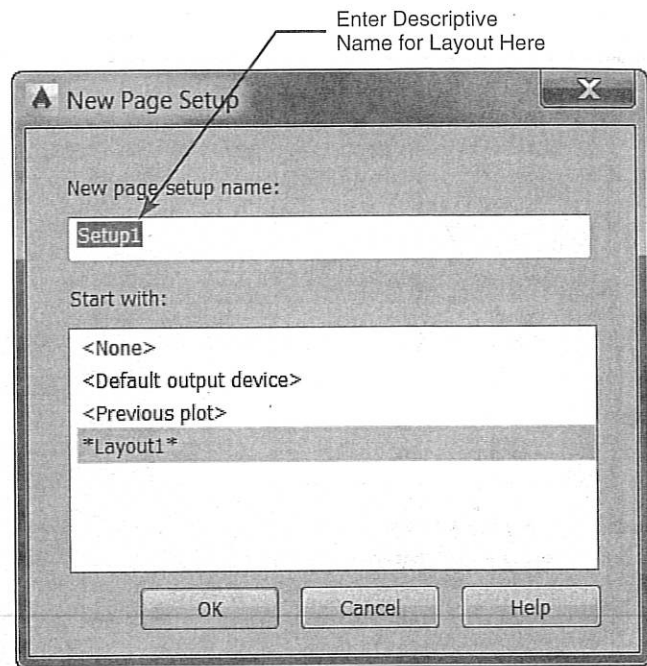 Enter Descriptive
Name for Layout Here
New Page Setup
New page setup name:
Setup1
Start with:
<None>
<Default output device>
<Previous plot>
*Layout1*
OK
Cancel
Help